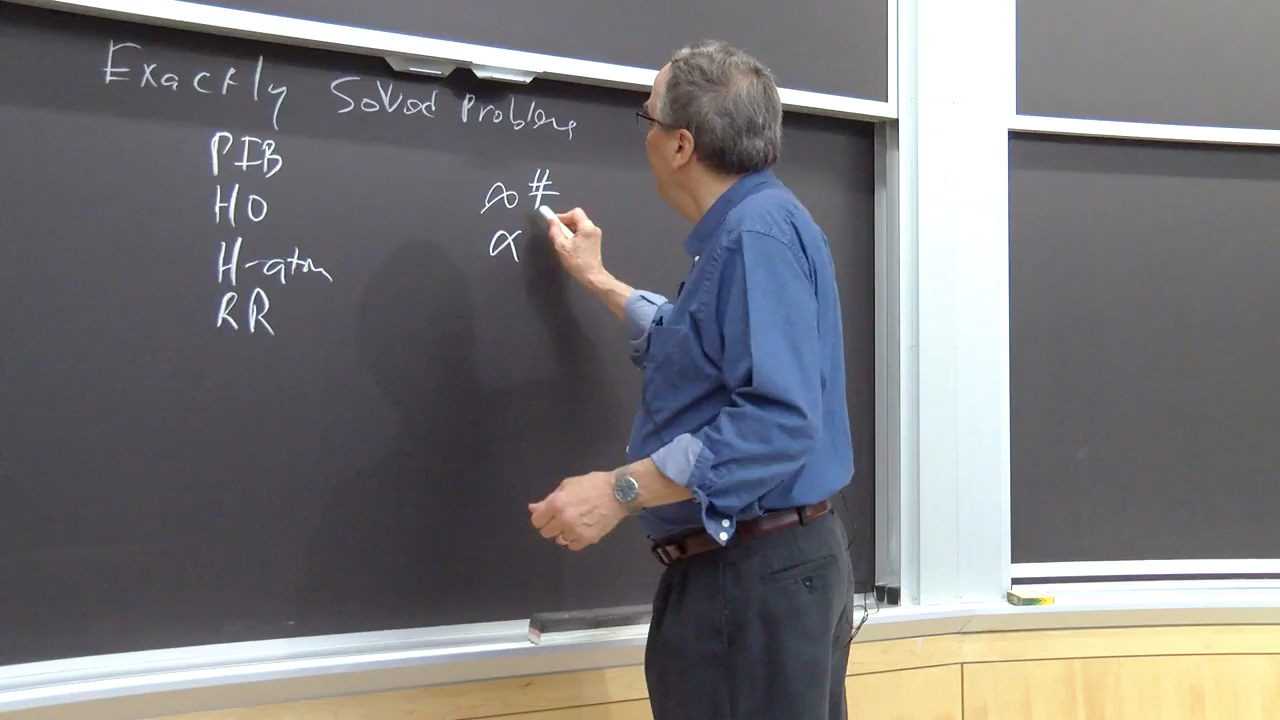 Exactly Solved Problems
PIB
HO
H-atom
RR
∞ #
α